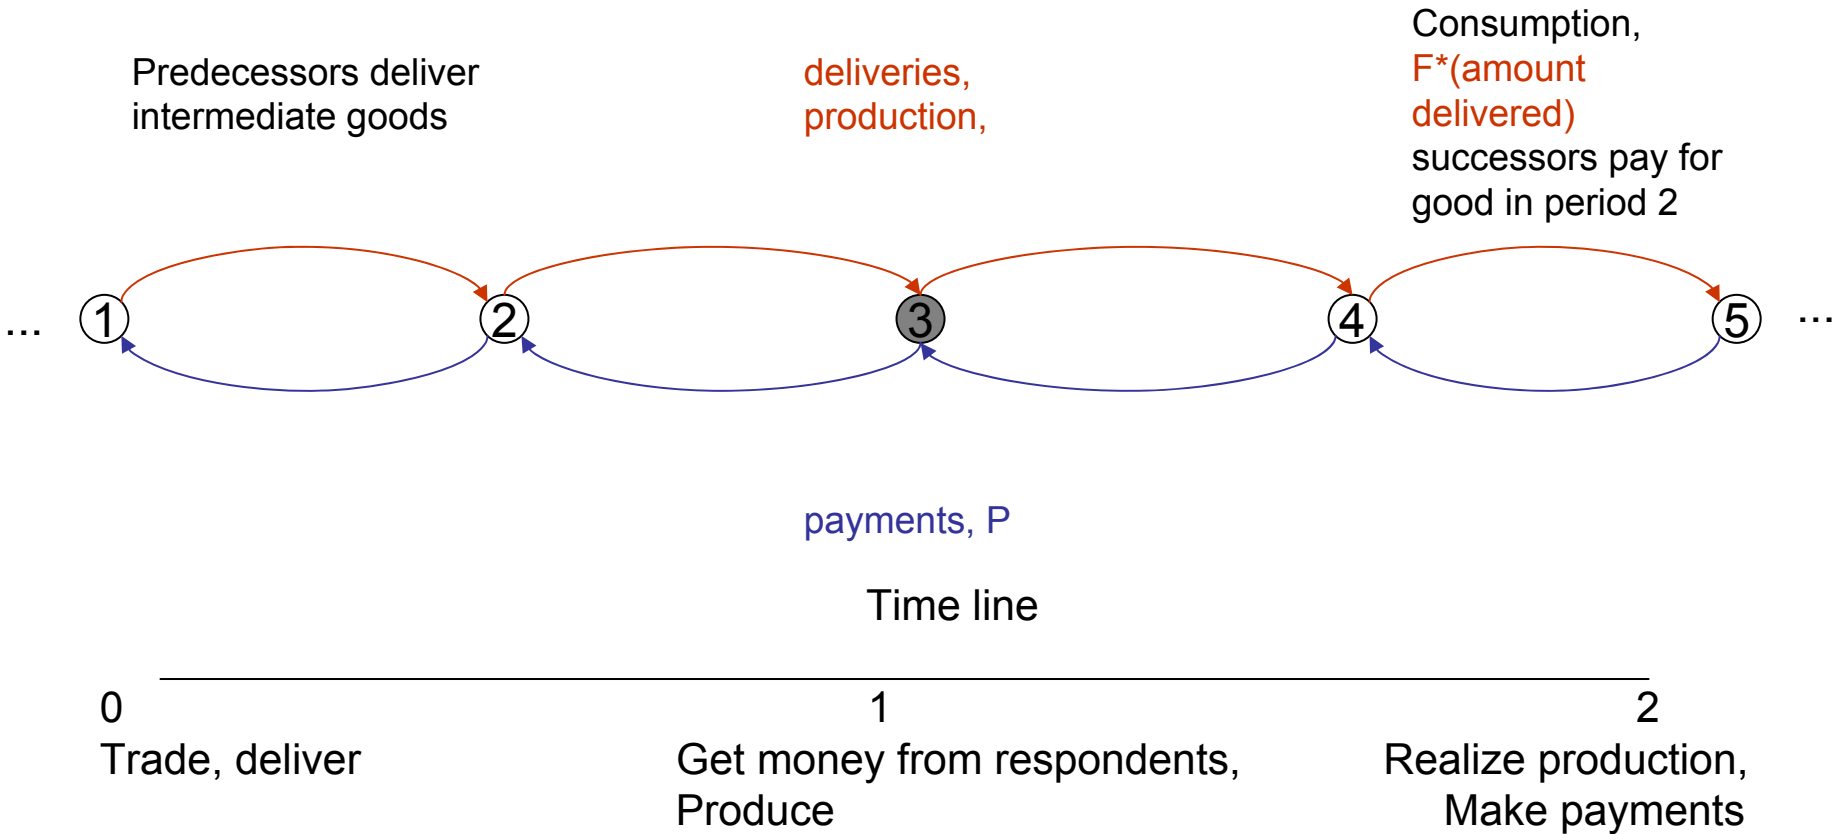 Predecessors deliver
intermediate goods
deliveries,
production,
Consumption,
F*(amount
delivered)
successors pay for
good in period 2
... 1 2 3 4 5 ...
payments, P
Time line
0 1 2
Trade, deliver
Get money from respondents,
Produce
Realize production,
Make payments